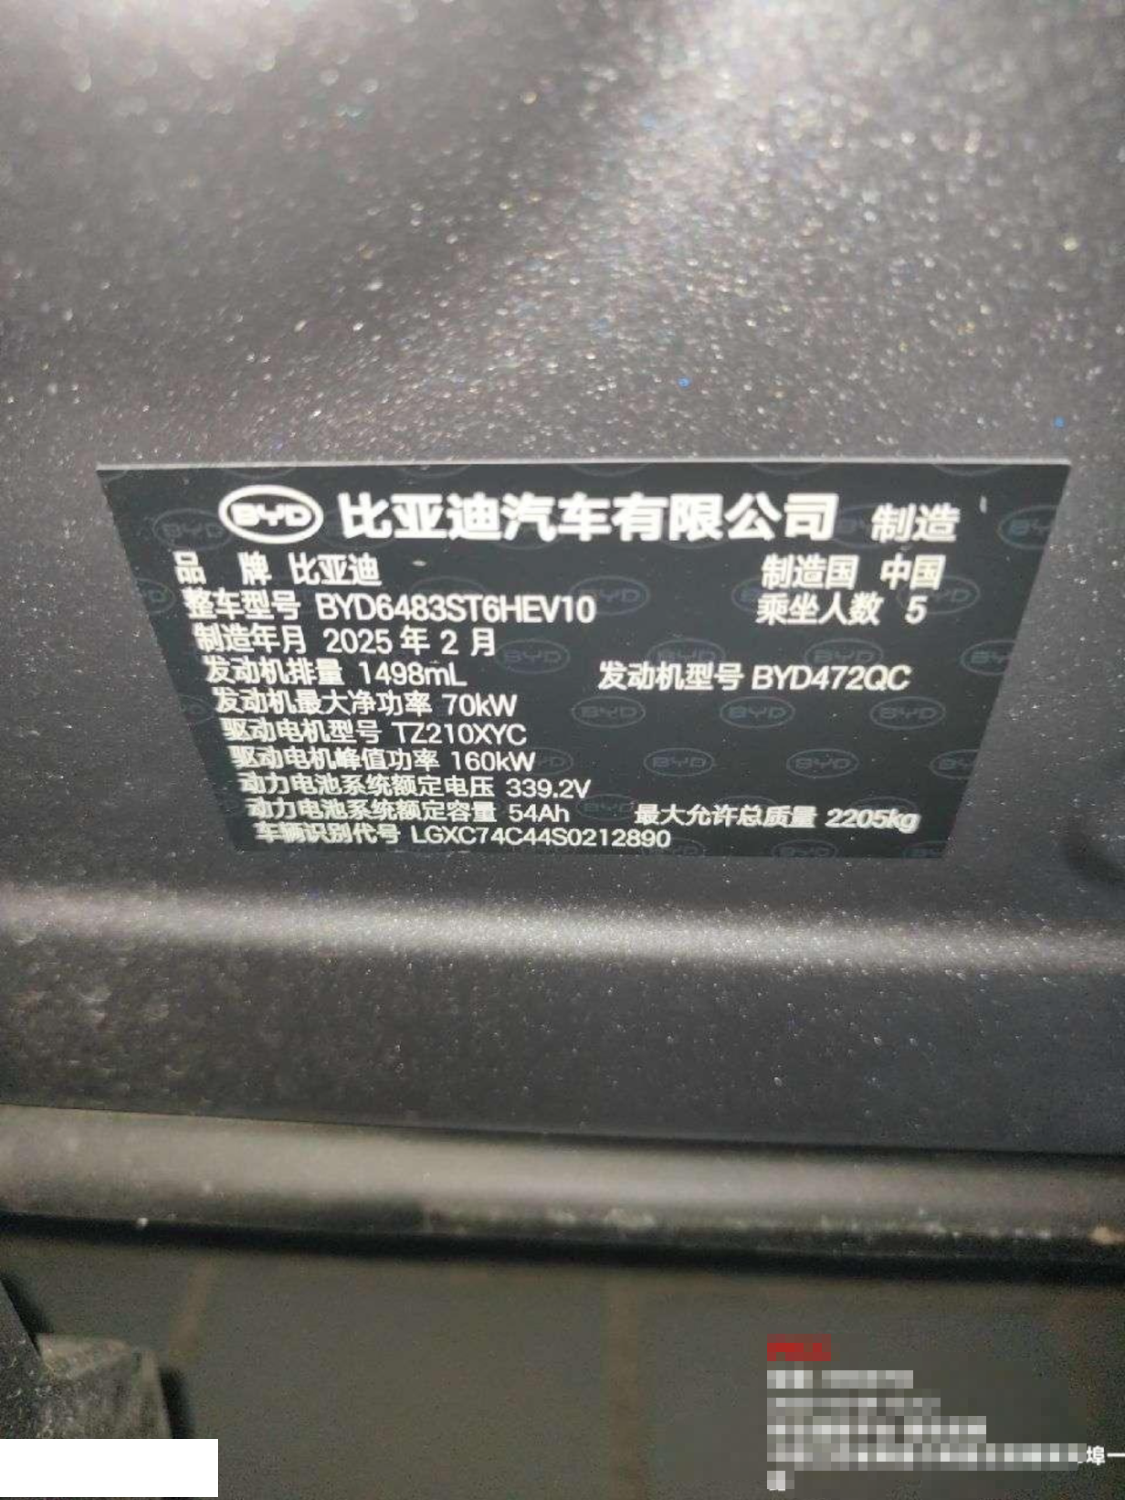 BYD 比亚迪汽车有限公司 制造
品 牌 比亚迪 制造国 中国
整车型号 BYD6483ST6HEV10 乘坐人数 5
制造年月 2025 年 2 月
发动机排量 1498mL 发动机型号 BYD472QC
发动机最大净功率 70kW
驱动电机型号 TZ210XYC
驱动电机峰值功率 160kW
动力电池系统额定电压 339.2V
动力电池系统额定容量 54Ah 最大允许总质量 2205kg
车辆识别代号 LGXC74C44S0212890
埠一